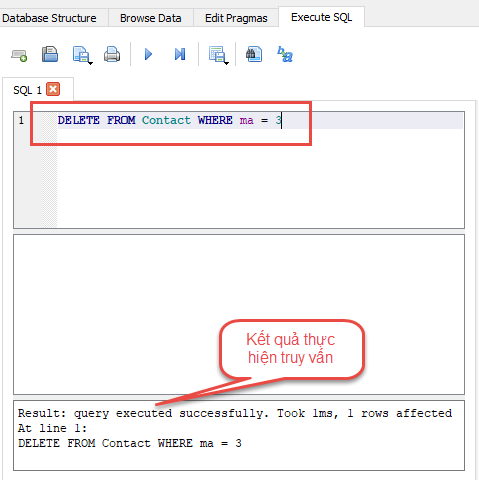 Database Structure Browse Data Edit Pragmas Execute SQL
SQL 1
1 DELETE FROM Contact WHERE ma = 3
Kết quả thực
hiện truy vấn
Result: query executed successfully. Took 1ms, 1 rows affected
At line 1:
DELETE FROM Contact WHERE ma = 3